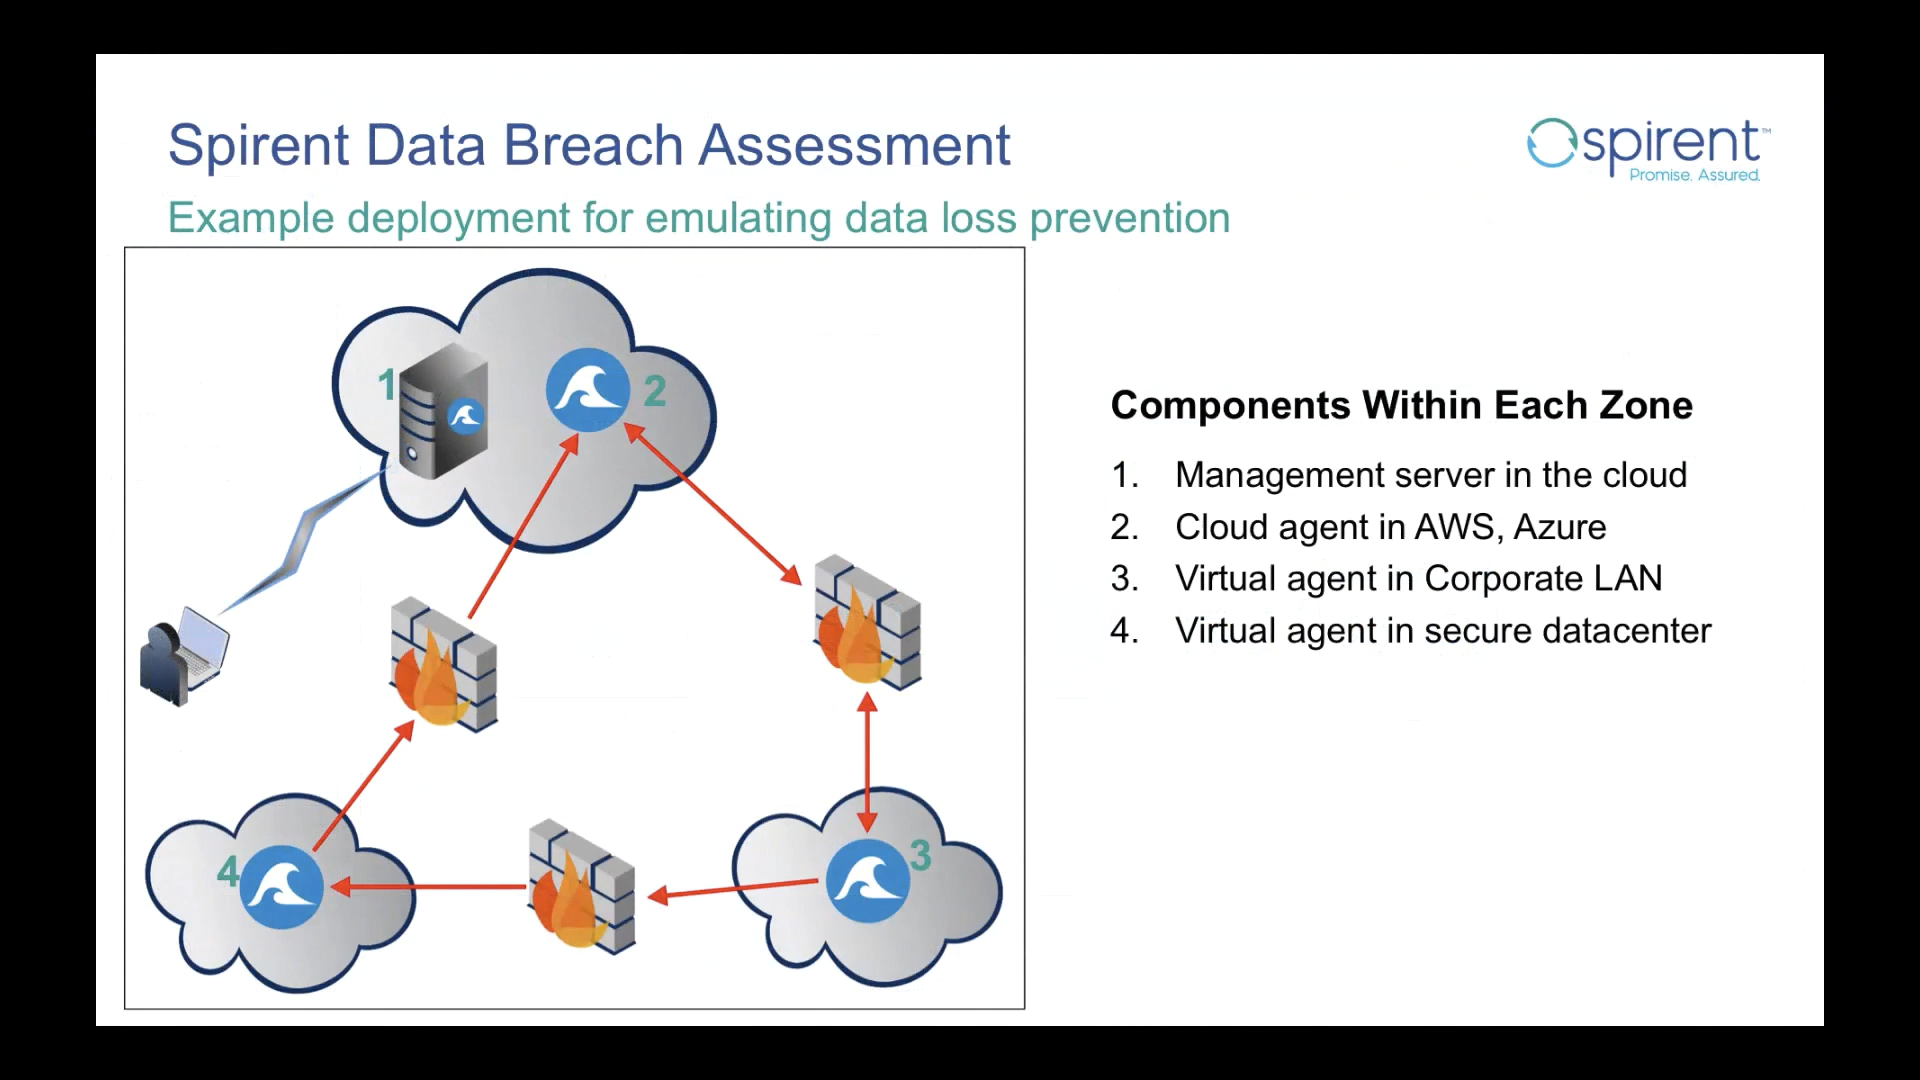 Spirent Data Breach Assessment
spirent™
Promise. Assured.
Example deployment for emulating data loss prevention
1
2
3
4
Components Within Each Zone
1. Management server in the cloud
2. Cloud agent in AWS, Azure
3. Virtual agent in Corporate LAN
4. Virtual agent in secure datacenter